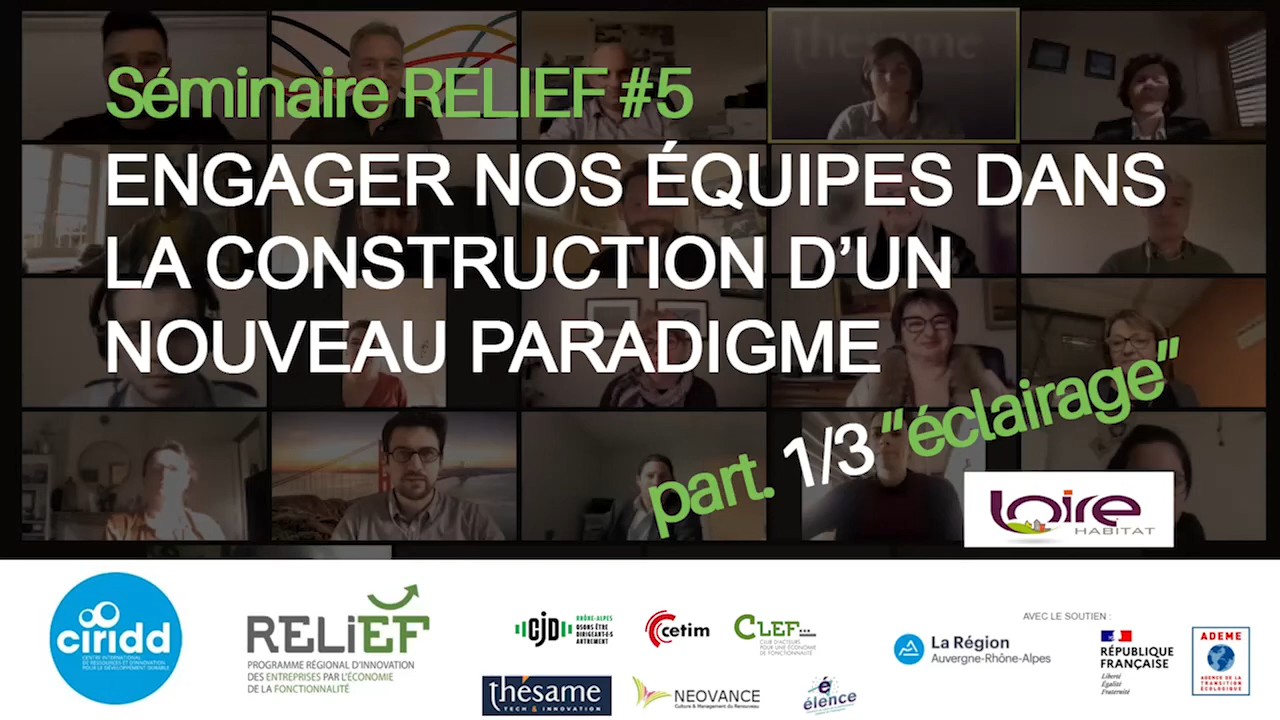 thésame
Séminaire RELIEF #5
ENGAGER NOS ÉQUIPES DANS
LA CONSTRUCTION D’UN
NOUVEAU PARADIGME
part. 1/3 “éclairage”
Loire
HABITAT
ciridd
CENTRE INTERNATIONAL
DE RESSOURCES ET D'INNOVATION
POUR LE DÉVELOPPEMENT DURABLE
RELiEF
PROGRAMME RÉGIONAL D'INNOVATION
DES ENTREPRISES PAR L'ÉCONOMIE
DE LA FONCTIONNALITÉ
CJD
RHÔNE-ALPES
OSONS ÊTRE
DIRIGEANT·E·S
AUTREMENT
cetim
CLEF...
CLUB D'ACTEURS
POUR UNE ÉCONOMIE
DE FONCTIONNALITÉ
thésame
TECH & INNOVATION
NEOVANCE
Culture & Management du Renouveau
élence
AVEC LE SOUTIEN :
La Région
Auvergne-Rhône-Alpes
RÉPUBLIQUE
FRANÇAISE
Liberté
Égalité
Fraternité
ADEME
AGENCE DE LA
TRANSITION
ÉCOLOGIQUE